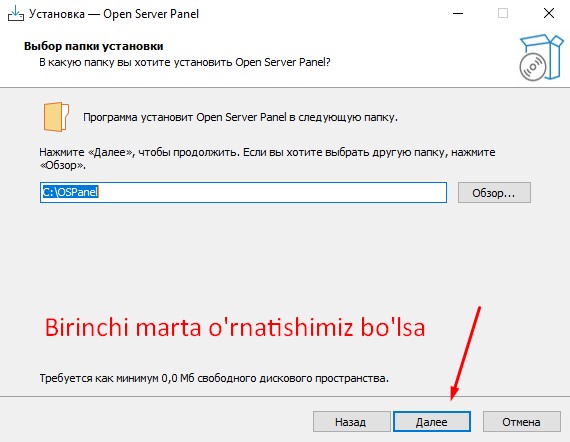 Установка — Open Server Panel
Выбор папки установки
В какую папку вы хотите установить Open Server Panel?
Программа установит Open Server Panel в следующую папку.
Нажмите «Далее», чтобы продолжить. Если вы хотите выбрать другую папку, нажмите
«Обзор».
C:\OSPanel
Обзор...
Birinchi marta o'rnatishimiz bo'lsa
Требуется как минимум 0,0 Мб свободного дискового пространства.
Назад
Далее
Отмена